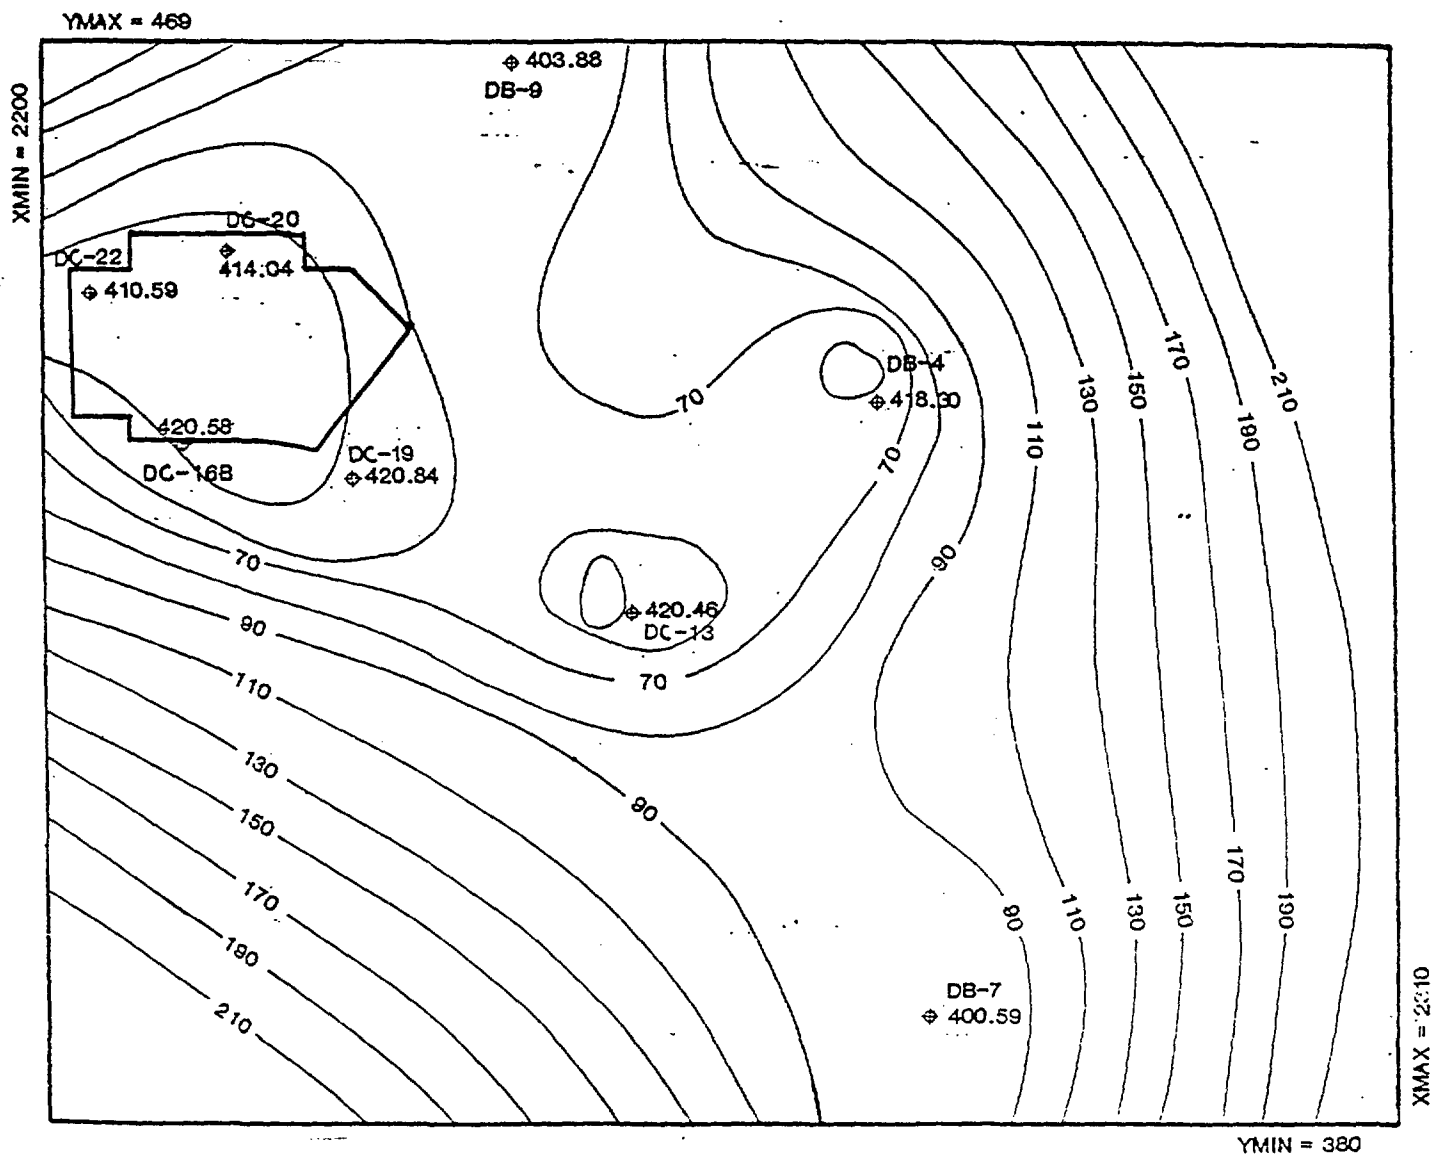 YMAX = 469
XMIN = 2200
403.88
DB-9
DC-20
DC-22
414.04
410.59
DB-4
418.30
70
170
130
150
210
190
110
420.58
DC-16B
DC-19
420.84
70
90
70
420.46
DC-13
90
70
110
130
90
150
170
170
90
110
130
150
190
190
210
DB-7
400.59
XMAX = 2310
YMIN = 380